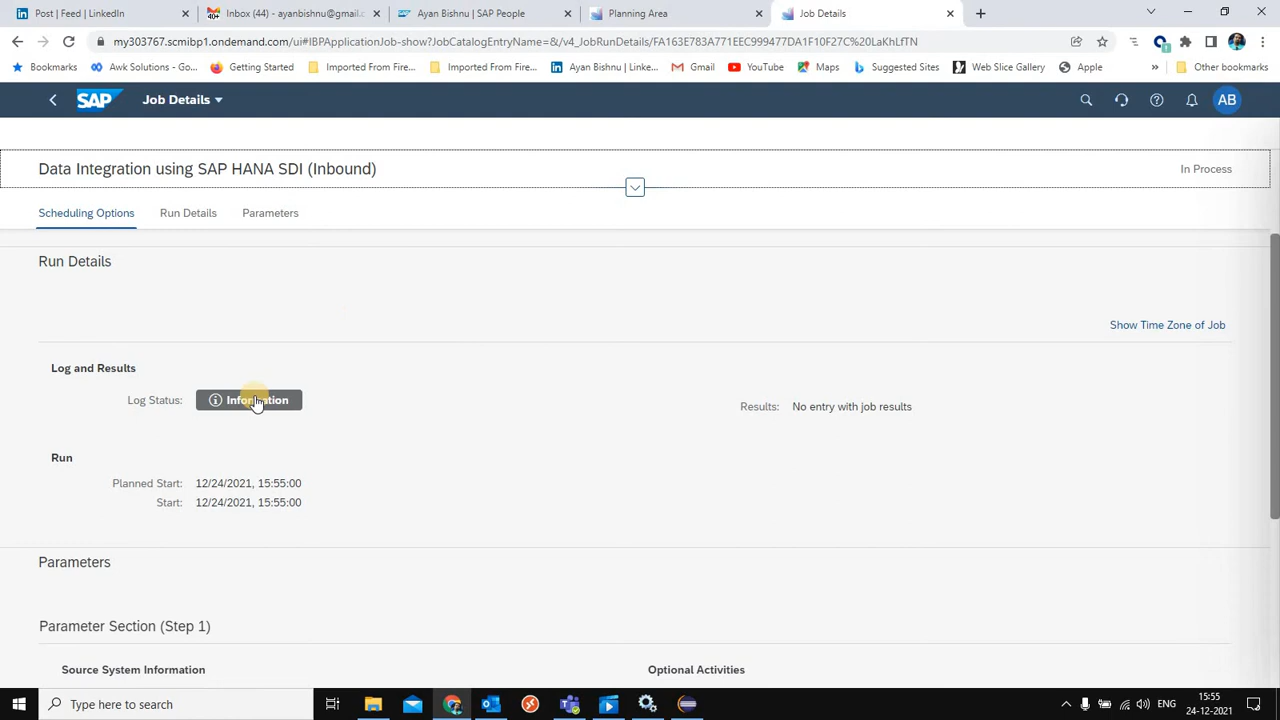 Post | Feed | LinkedIn
Inbox (44) - ayanbishnu@gmail.c
Ayan Bishnu | SAP People
Planning Area
Job Details
my303767.scmibp1.ondemand.com/ui#IBPApplicationJob-show?JobCatalogEntryName=&/v4_JobRunDetails/FA163E783A771EEC999477DA1F10F27C%20LaKhLfTN
Bookmarks
Awk Solutions - Go...
Getting Started
Imported From Fire...
Imported From Fire...
Ayan Bishnu | Linke...
Gmail
YouTube
Maps
Suggested Sites
Web Slice Gallery
Apple
»
Other bookmarks
SAP
Job Details
AB
Data Integration using SAP HANA SDI (Inbound)
In Process
Scheduling Options
Run Details
Parameters
Run Details
Show Time Zone of Job
Log and Results
Log Status:
Information
Results: No entry with job results
Run
Planned Start: 12/24/2021, 15:55:00
Start: 12/24/2021, 15:55:00
Parameters
Parameter Section (Step 1)
Source System Information
Optional Activities
Type here to search
ENG
15:55
24-12-2021